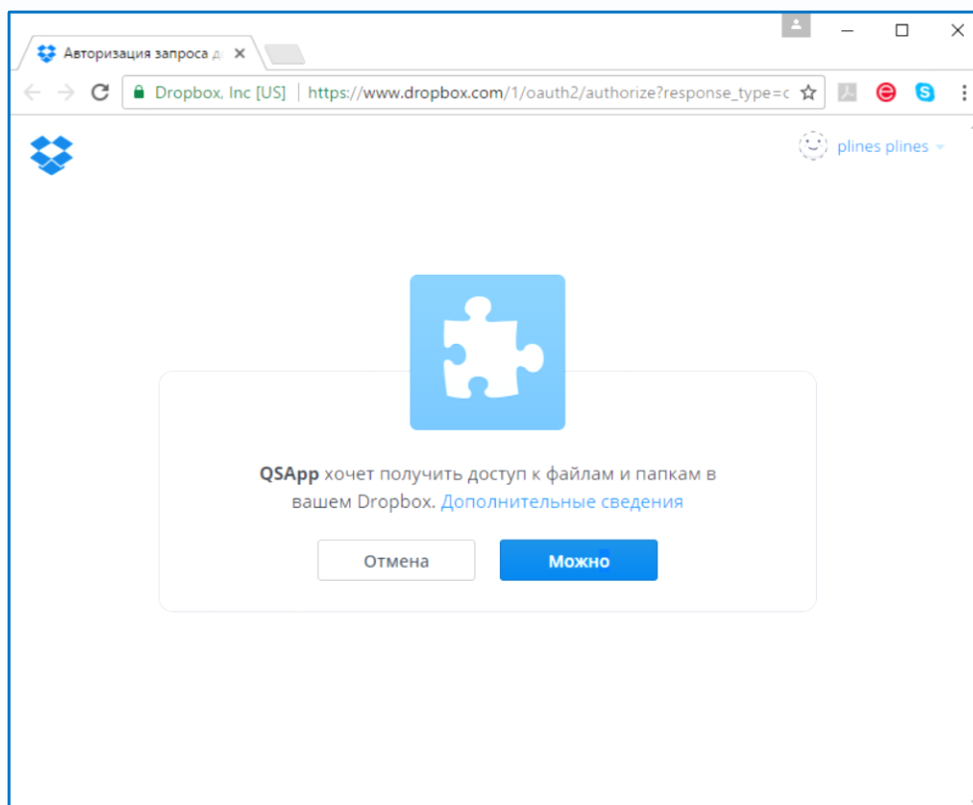 Авторизация запроса д
Dropbox, Inc [US] | https://www.dropbox.com/1/oauth2/authorize?response_type=c
plines plines
QSApp хочет получить доступ к файлам и папкам в
вашем Dropbox. Дополнительные сведения
Отмена
Можно